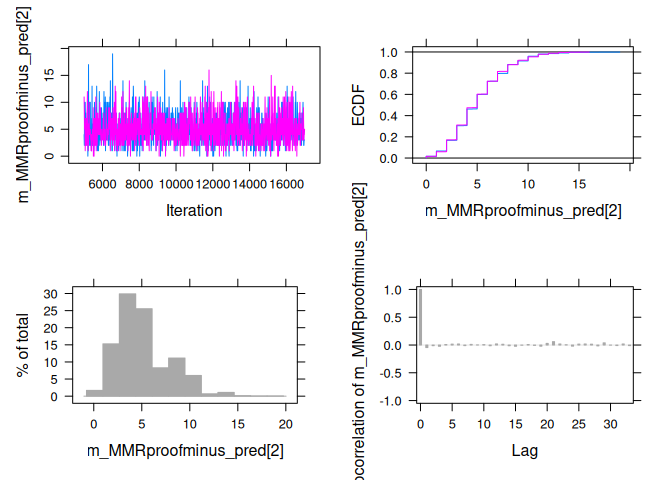 m_MMRproofminus_pred[2]
15
10
5
0
6000 8000 10000 12000 14000 16000
Iteration
ECDF
1.0
0.8
0.6
0.4
0.2
0.0
0 5 10 15
m_MMRproofminus_pred[2]
% of total
30
25
20
15
10
5
0
0 5 10 15 20
m_MMRproofminus_pred[2]
ocorrelation of m_MMRproofminus_pred[2]
1.0
0.5
0.0
-0.5
-1.0
0 5 10 15 20 25 30
Lag